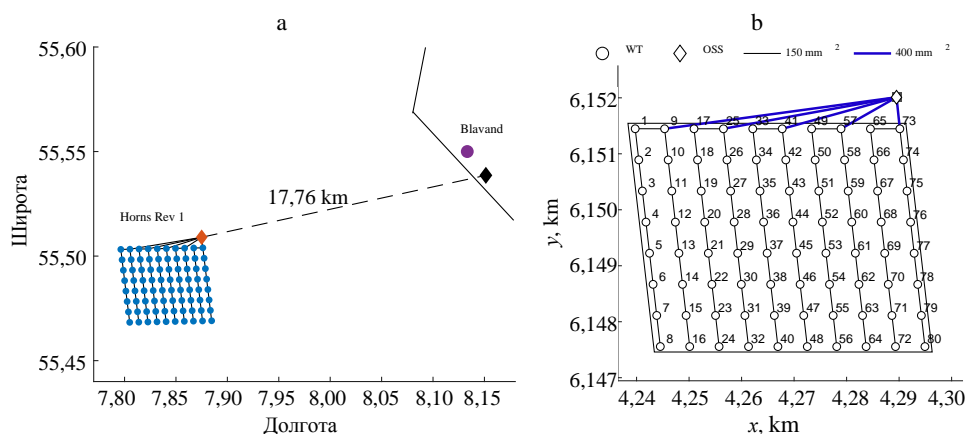 a
55,60
55,55
55,50
55,45
Широта
Blavand
17,76 km
Horns Rev 1
7,80 7,85 7,90 7,95 8,00 8,05 8,10 8,15
Долгота
b
WT OSS 150 mm 2 400 mm 2
6,152
6,151
6,150
6,149
6,148
6,147
y, km
1 9 17 25 33 41 49 57 65 73
2 10 18 26 34 42 50 58 66 74
3 11 19 27 35 43 51 59 67 75
4 12 20 28 36 44 52 60 68 76
5 13 21 29 37 45 53 61 69 77
6 14 22 30 38 46 54 62 70 78
7 15 23 31 39 47 55 63 71 79
8 16 24 32 40 48 56 64 72 80
4,24 4,25 4,26 4,27 4,28 4,29 4,30
x, km